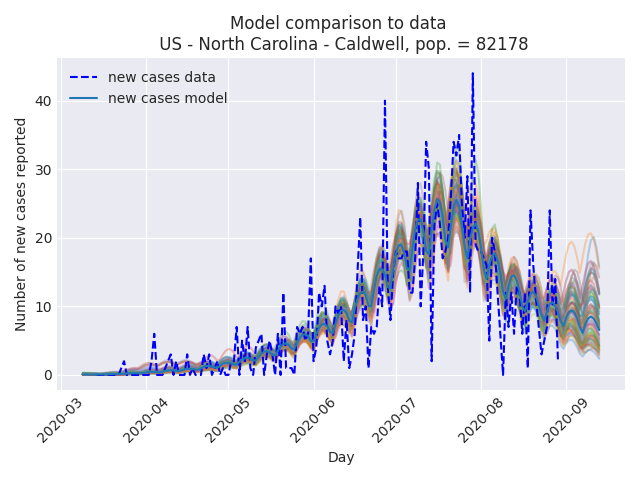 Model comparison to data
US - North Carolina - Caldwell, pop. = 82178
new cases data
new cases model
Number of new cases reported
40
30
20
10
0
2020-03
2020-04
2020-05
2020-06
2020-07
2020-08
2020-09
Day